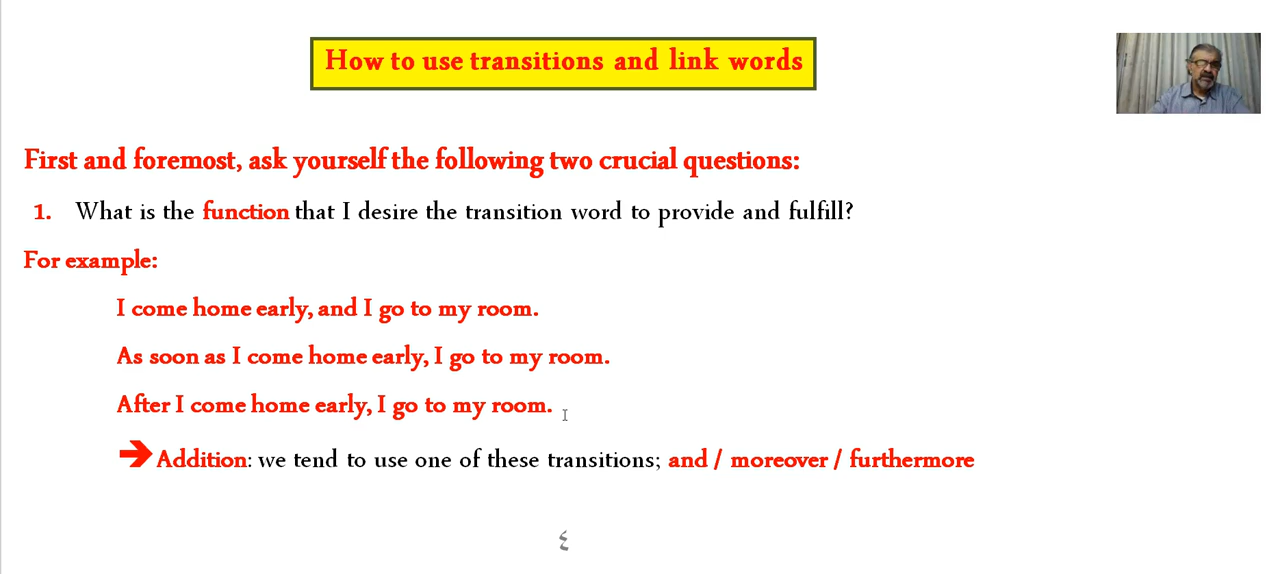 How to use transitions and link words
First and foremost, ask yourself the following two crucial questions:
1. What is the function that I desire the transition word to provide and fulfill?
For example:
I come home early, and I go to my room.
As soon as I come home early, I go to my room.
After I come home early, I go to my room.
Addition: we tend to use one of these transitions; and / moreover / furthermore
٤